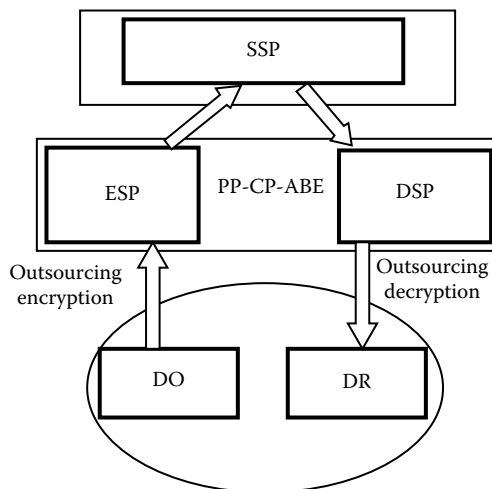 SSP
ESP
PP-CP-ABE
DSP
Outsourcing
encryption
Outsourcing
decryption
DO
DR